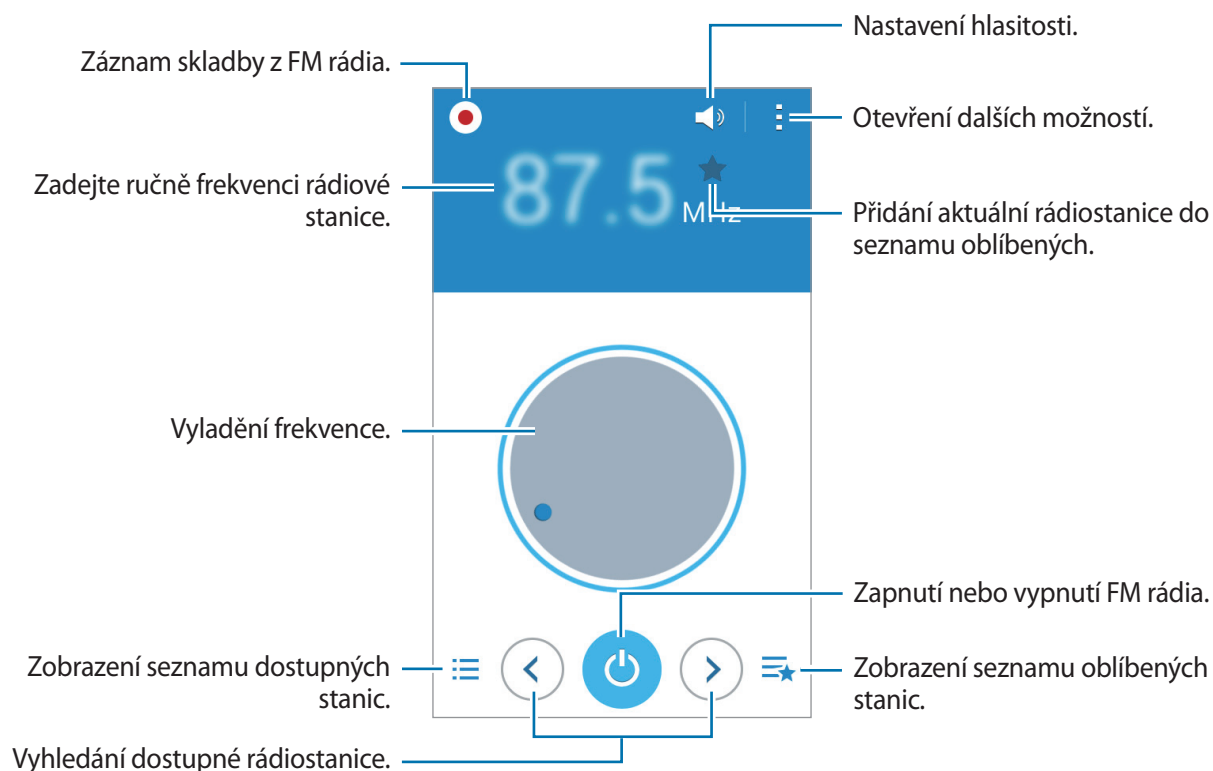 Nastavení hlasitosti.
Záznam skladby z FM rádia.
Otevření dalších možností.
Zadejte ručně frekvenci rádiové
stanice.
87.5
MHz
Přidání aktuální rádiostanice do
seznamu oblíbených.
Vyladění frekvence.
Zapnutí nebo vypnutí FM rádia.
Zobrazení seznamu dostupných
stanic.
Zobrazení seznamu oblíbených
stanic.
Vyhledání dostupné rádiostanice.